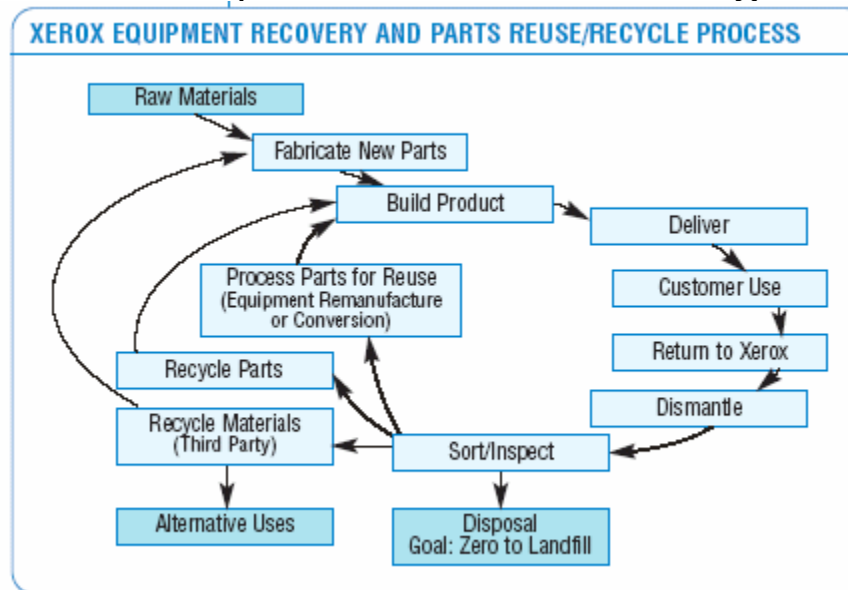 XEROX EQUIPMENT RECOVERY AND PARTS REUSE/RECYCLE PROCESS
Raw Materials
Fabricate New Parts
Build Product
Deliver
Process Parts for Reuse
(Equipment Remanufacture
or Conversion)
Customer Use
Return to Xerox
Recycle Parts
Dismantle
Recycle Materials
(Third Party)
Sort/Inspect
Alternative Uses
Disposal
Goal: Zero to Landfill